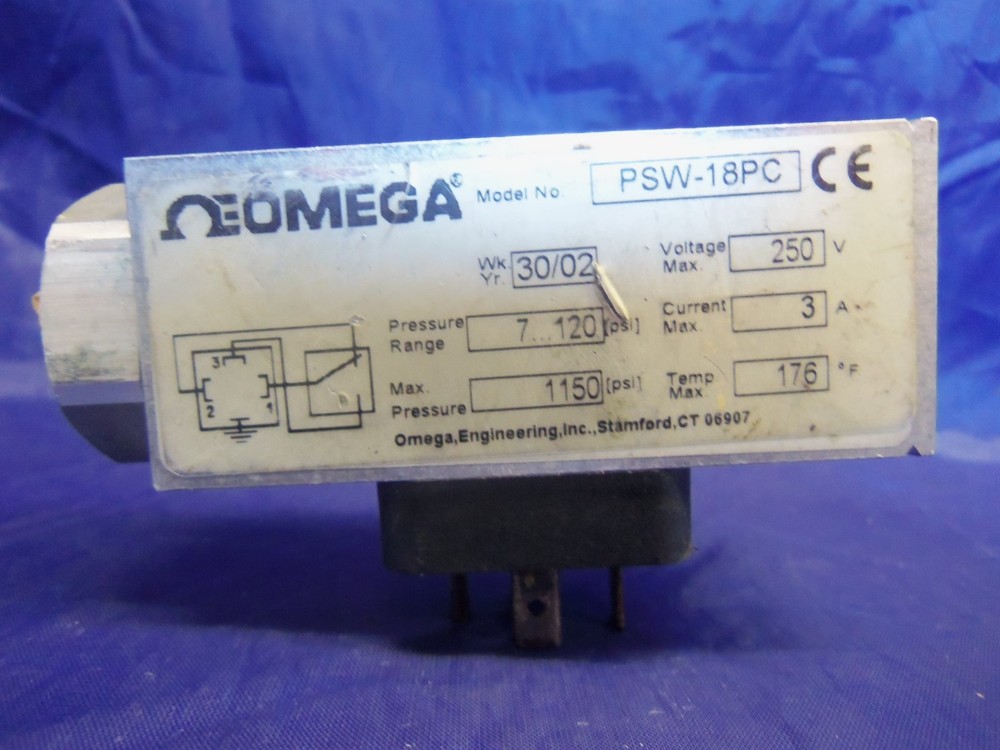 ΩEOMEGA®
Model No. PSW-18PC CE
Wk. Yr. 30/02
Voltage Max. 250 V
Pressure Range 7...120 [psi]
Current Max. 3 A
Max. Pressure 1150 [psi]
Temp Max. 176 °F
3
2 1
Omega,Engineering,Inc.,Stamford,CT 06907